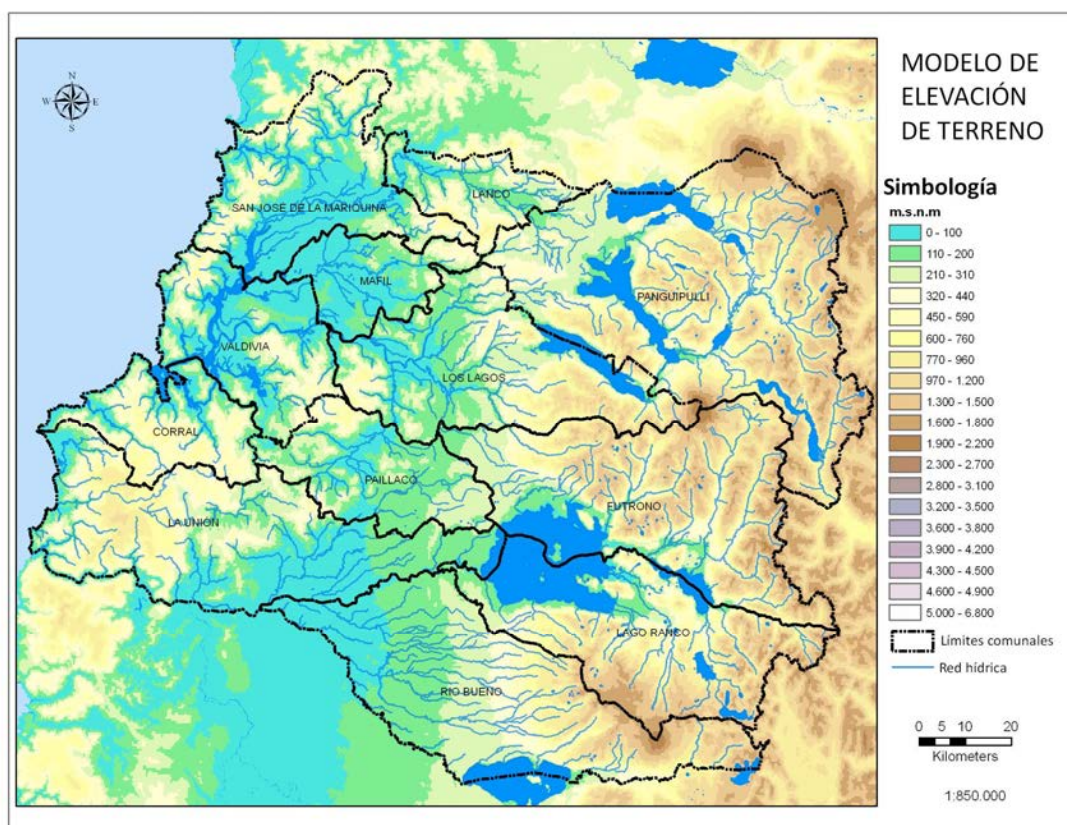 MODELO DE
ELEVACIÓN
DE TERRENO
Simbología
m.s.n.m
0 - 100
110 - 200
210 - 310
320 - 440
450 - 590
600 - 760
770 - 960
970 - 1.200
1.300 - 1.500
1.600 - 1.800
1.900 - 2.200
2.300 - 2.700
2.800 - 3.100
3.200 - 3.500
3.600 - 3.800
3.900 - 4.200
4.300 - 4.500
4.600 - 4.900
5.000 - 6.800
Límites comunales
Red hídrica
0 5 10 20
Kilometers
1:850.000
N
W E
S
LANCO
SAN JOSÉ DE LA MARIQUINA
MAFIL
PANGUIPULLI
VALDIVIA
LOS LAGOS
CORRAL
PAILLACO
FUTRONO
LA UNIÓN
LAGO RANCO
RIO BUENO